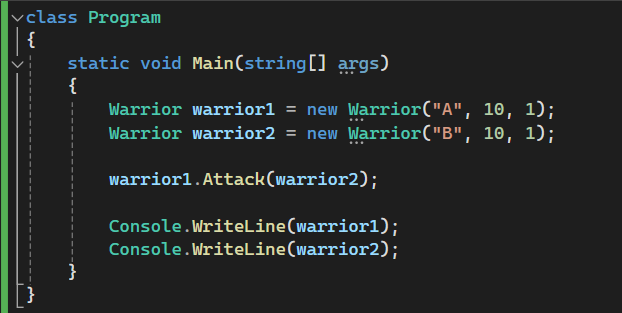 class Program
{
    static void Main(string[] args)
    {
        Warrior warrior1 = new Warrior("A", 10, 1);
        Warrior warrior2 = new Warrior("B", 10, 1);

        warrior1.Attack(warrior2);

        Console.WriteLine(warrior1);
        Console.WriteLine(warrior2);
    }
}